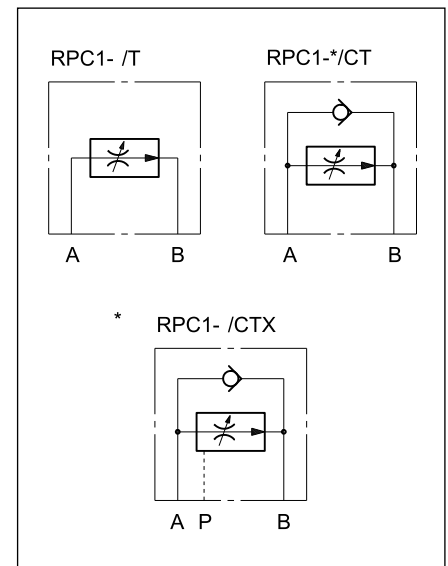 RPC1- /T
RPC1-*/CT
A B
A B
*
RPC1- /CTX
A P B